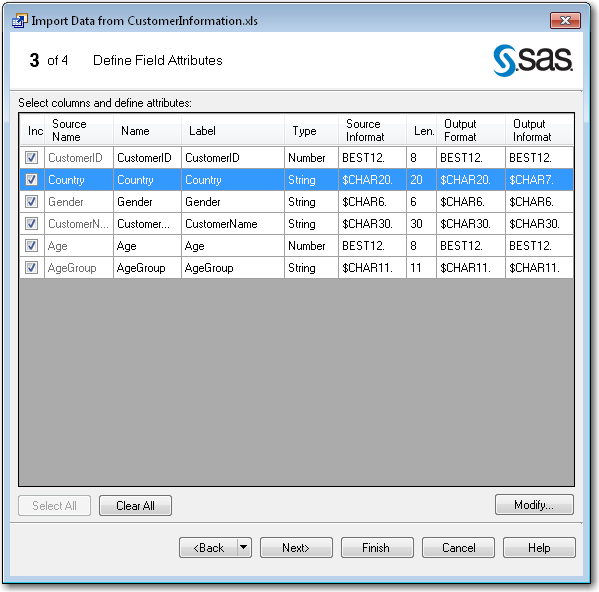 Import Data from CustomerInformation.xls
3 of 4 Define Field Attributes
sas.
Select columns and define attributes:
Inc Source Name Name Label Type Source Informat Len. Output Format Output Informat
CustomerID CustomerID CustomerID Number BEST12. 8 BEST12. BEST12.
Country Country Country String $CHAR20. 20 $CHAR20. $CHAR7.
Gender Gender Gender String $CHAR6. 6 $CHAR6. $CHAR6.
CustomerN... Customer... CustomerName String $CHAR30. 30 $CHAR30. $CHAR30.
Age Age Age Number BEST12. 8 BEST12. BEST12.
AgeGroup AgeGroup AgeGroup String $CHAR11. 11 $CHAR11. $CHAR11.
Select All Clear All Modify...
<Back Next> Finish Cancel Help